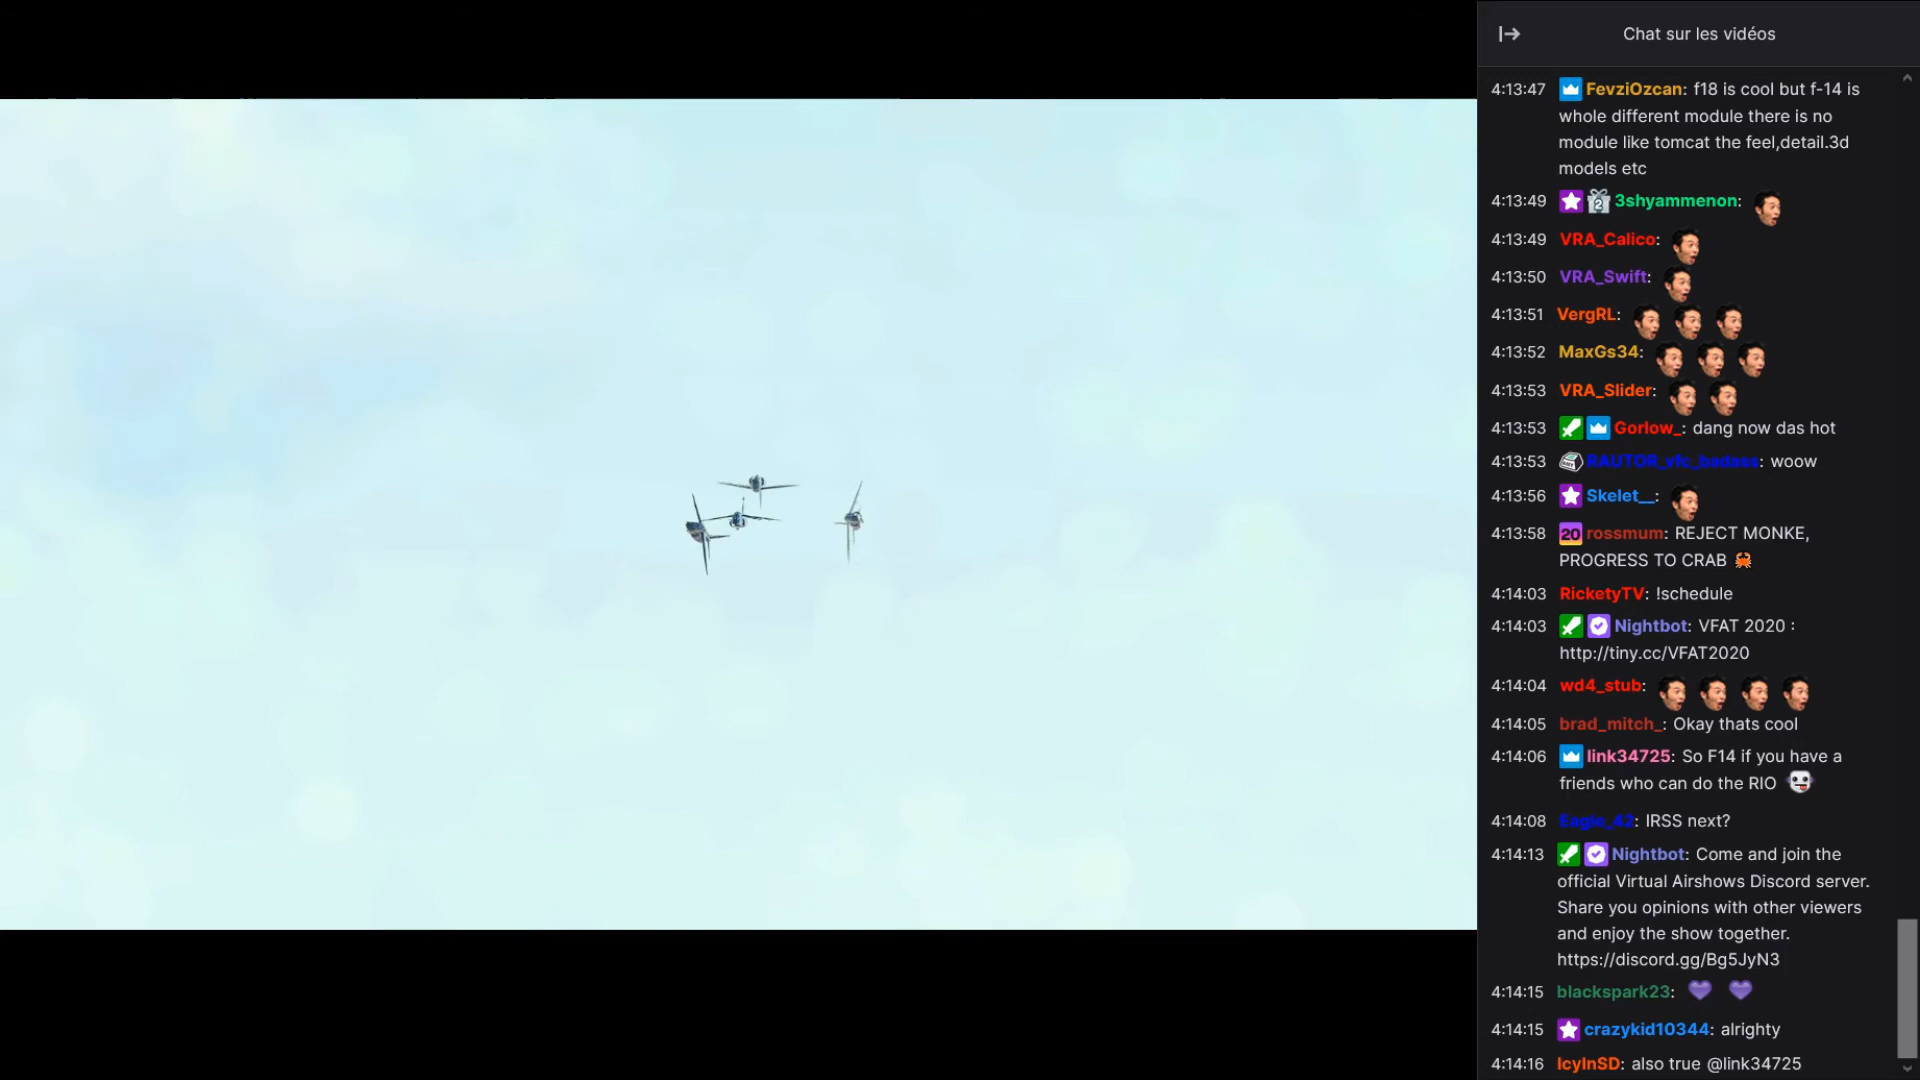 Chat sur les vidéos
4:13:47 FevziOzcan: f18 is cool but f-14 is
whole different module there is no
module like tomcat the feel,detail.3d
models etc
4:13:49 2 3shyammenon:
4:13:49 VRA_Calico:
4:13:50 VRA_Swift:
4:13:51 VergRL:
4:13:52 MaxGs34:
4:13:53 VRA_Slider:
4:13:53 Gorlow_: dang now das hot
4:13:53 RAUTOR_vfc_badass: woow
4:13:56 Skelet__:
4:13:58 20 rossmum: REJECT MONKE,
PROGRESS TO CRAB 🦀
4:14:03 RicketyTV: !schedule
4:14:03 Nightbot: VFAT 2020 :
http://tiny.cc/VFAT2020
4:14:04 wd4_stub:
4:14:05 brad_mitch_: Okay thats cool
4:14:06 link34725: So F14 if you have a
friends who can do the RIO
4:14:08 Eagle_42: IRSS next?
4:14:13 Nightbot: Come and join the
official Virtual Airshows Discord server.
Share you opinions with other viewers
and enjoy the show together.
https://discord.gg/Bg5JyN3
4:14:15 blackspark23: 💜 💜
4:14:15 crazykid10344: alrighty
4:14:16 IcyInSD: also true @link34725